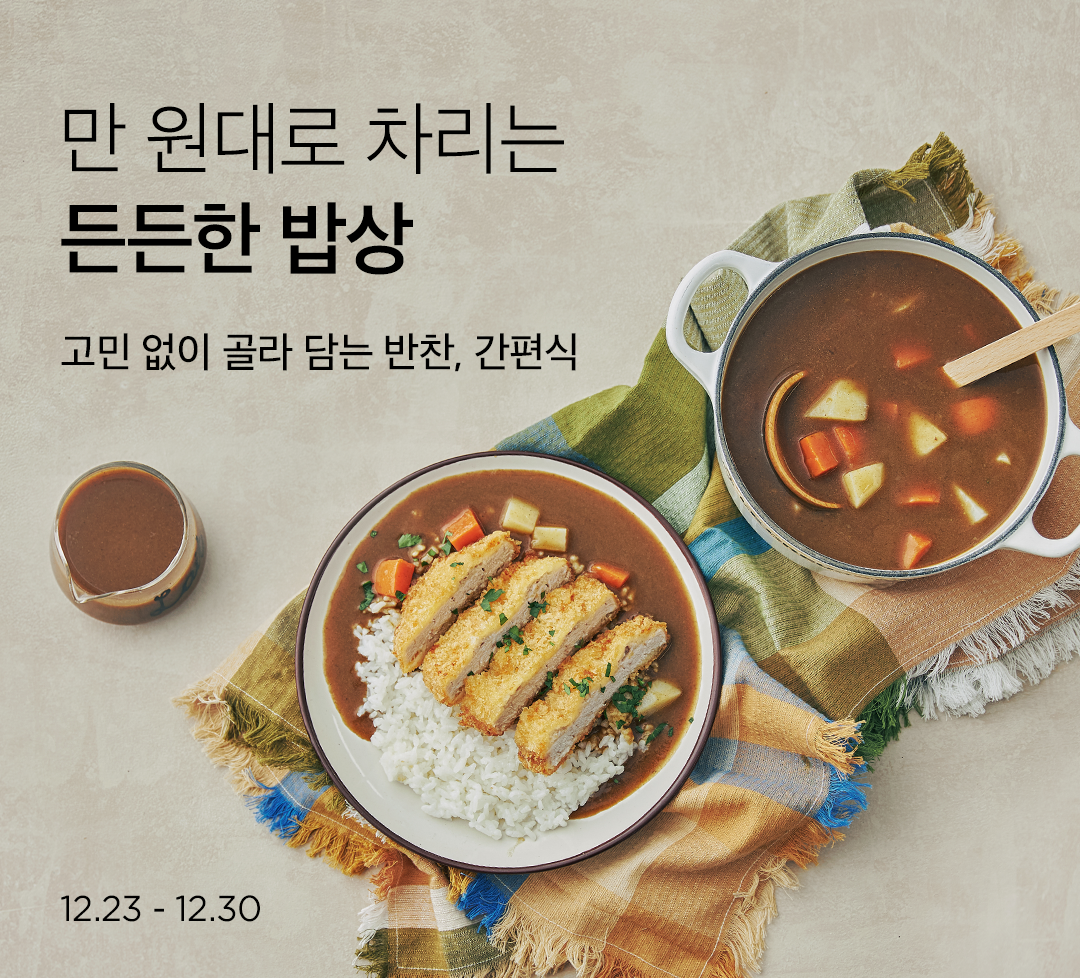 만 원대로 차리는
든든한 밥상
고민 없이 골라 담는 반찬, 간편식
12.23 - 12.30